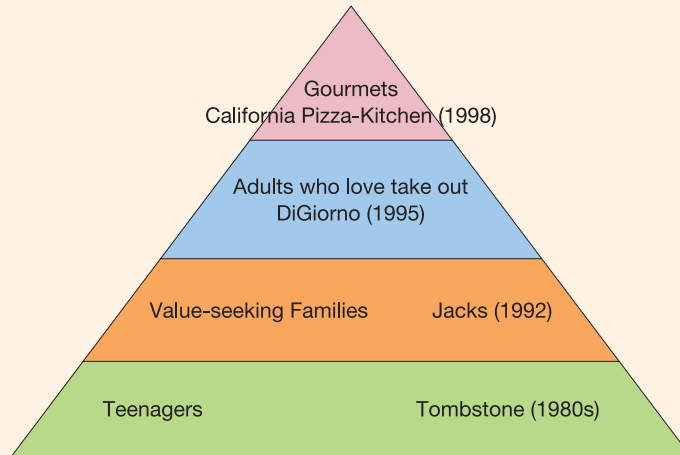 Gourmets
California Pizza-Kitchen (1998)
Adults who love take out
DiGiorno (1995)
Value-seeking Families Jacks (1992)
Teenagers Tombstone (1980s)